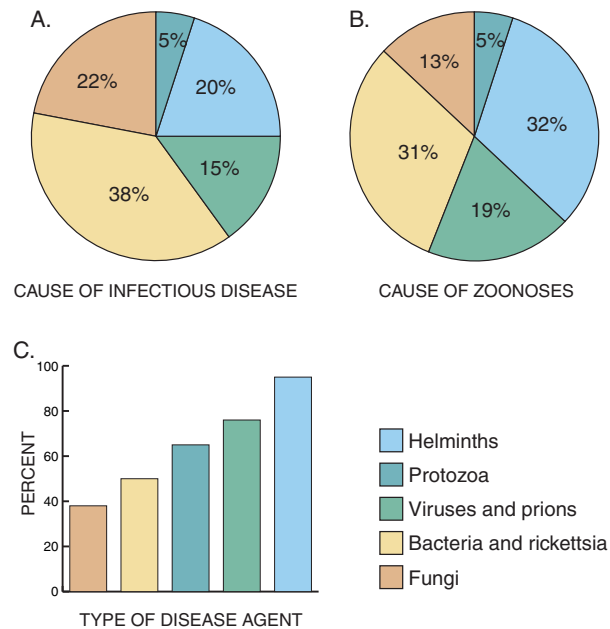 A.
5%
20%
22%
15%
38%
CAUSE OF INFECTIOUS DISEASE
B.
5%
13%
32%
31%
19%
CAUSE OF ZOONOSES
C.
100
80
60
40
20
0
PERCENT
TYPE OF DISEASE AGENT
Helminths
Protozoa
Viruses and prions
Bacteria and rickettsia
Fungi